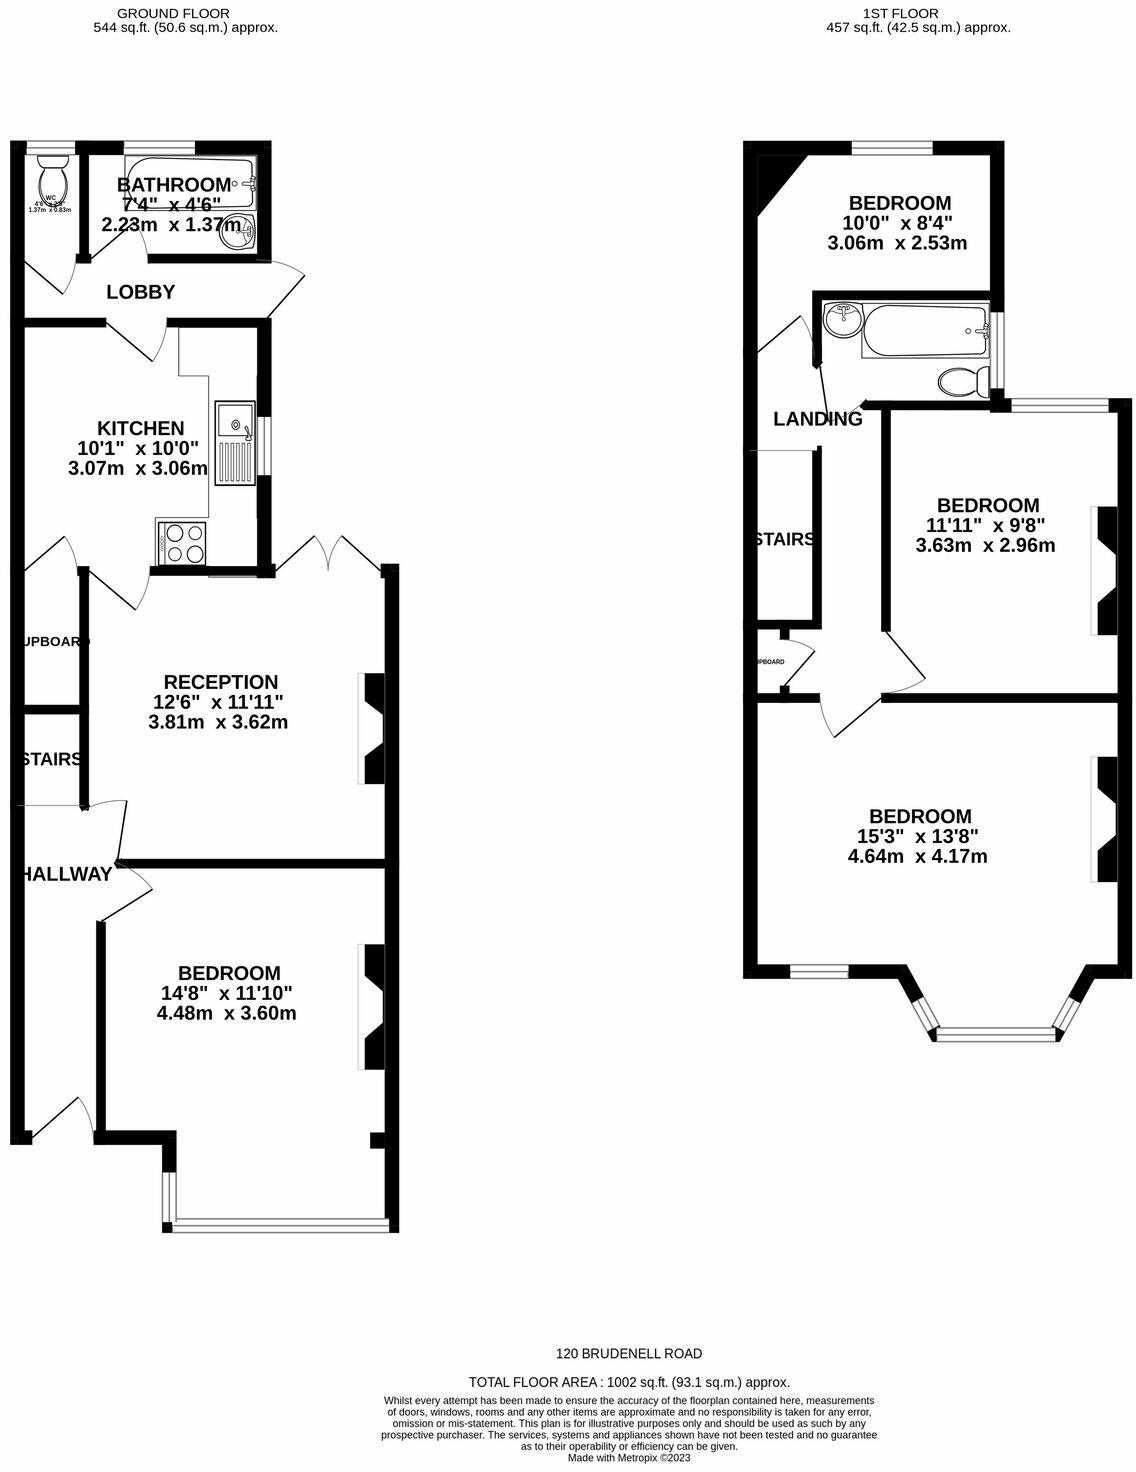 GROUND FLOOR
544 sq.ft. (50.6 sq.m.) approx.
1ST FLOOR
457 sq.ft. (42.5 sq.m.) approx.
WC
1.37m x 0.83m
BATHROOM
7'4" x 4'6"
2.23m x 1.37m
LOBBY
KITCHEN
10'1" x 10'0"
3.07m x 3.06m
UPBOARD
RECEPTION
12'6" x 11'11"
3.81m x 3.62m
STAIRS
HALLWAY
BEDROOM
14'8" x 11'10"
4.48m x 3.60m
BEDROOM
10'0" x 8'4"
3.06m x 2.53m
LANDING
BEDROOM
11'11" x 9'8"
3.63m x 2.96m
STAIRS
UPBOARD
BEDROOM
15'3" x 13'8"
4.64m x 4.17m
120 BRUDENELL ROAD
TOTAL FLOOR AREA : 1002 sq.ft. (93.1 sq.m.) approx.
Whilst every attempt has been made to ensure the accuracy of the floorplan contained here, measurements
of doors, windows, rooms and any other items are approximate and no responsibility is taken for any error,
omission or mis-statement. This plan is for illustrative purposes only and should be used as such by any
prospective purchaser. The services, systems and appliances shown have not been tested and no guarantee
as to their operability or efficiency can be given.
Made with Metropix ©2023